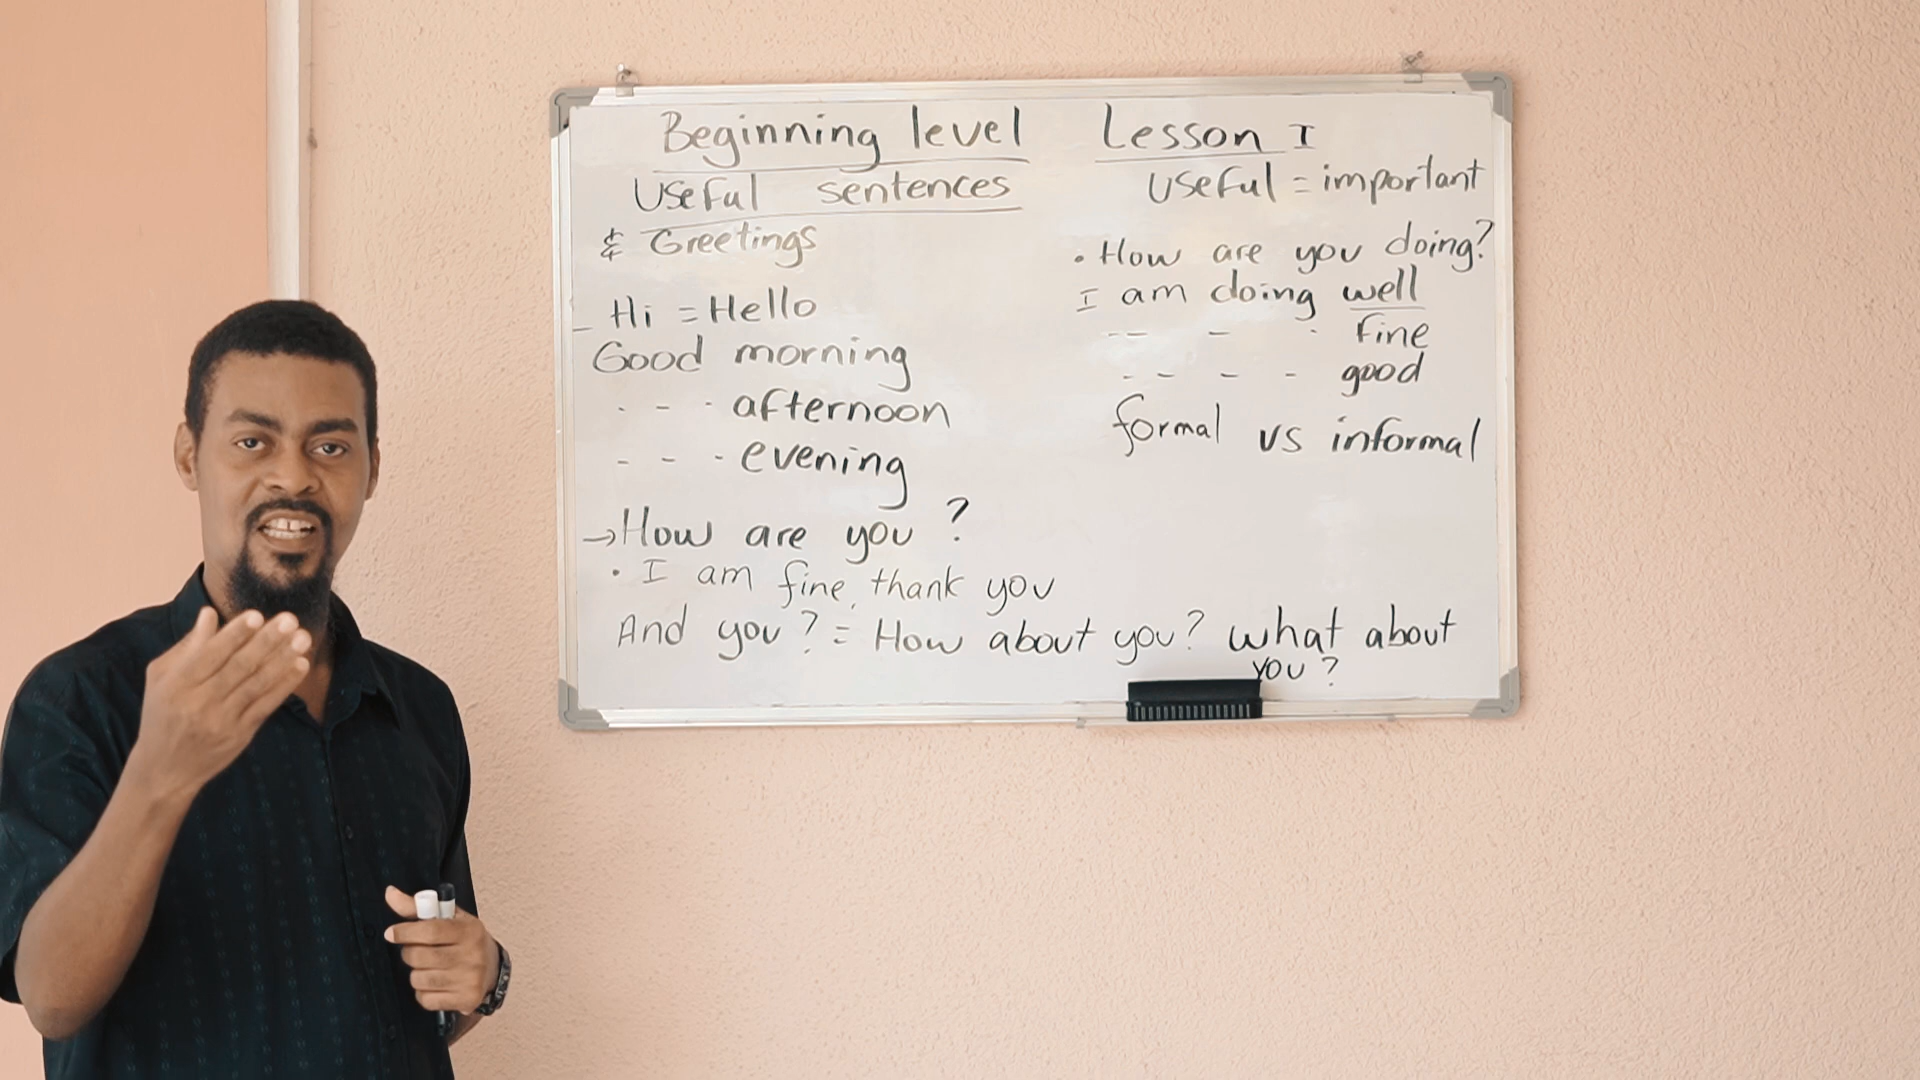 Beginning level Lesson I
Useful sentences
& Greetings
- Hi = Hello
Good morning
- - - afternoon
- - - evening
→ How are you ?
• I am fine, thank you
And you ? = How about you? what about
you ?
useful = important
• How are you doing?
I am doing well
-- - - fine
- - - - good
formal vs informal